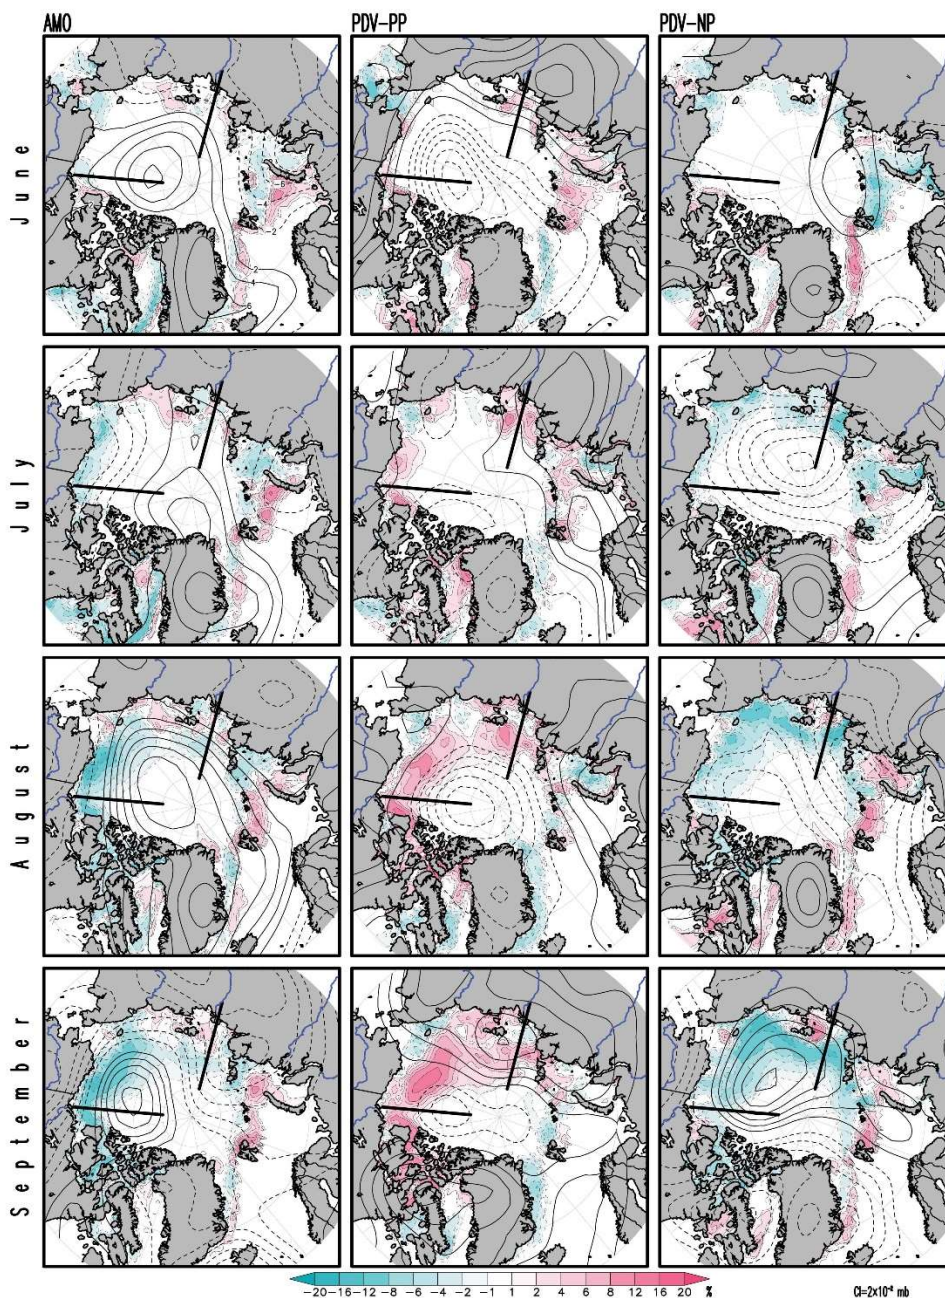 AMO PDV-PP PDV-NP
June
July
August
September
-20 -16 -12 -8 -6 -4 -2 -1 1 2 4 6 8 12 16 20 %
CI=2×10⁻² mb